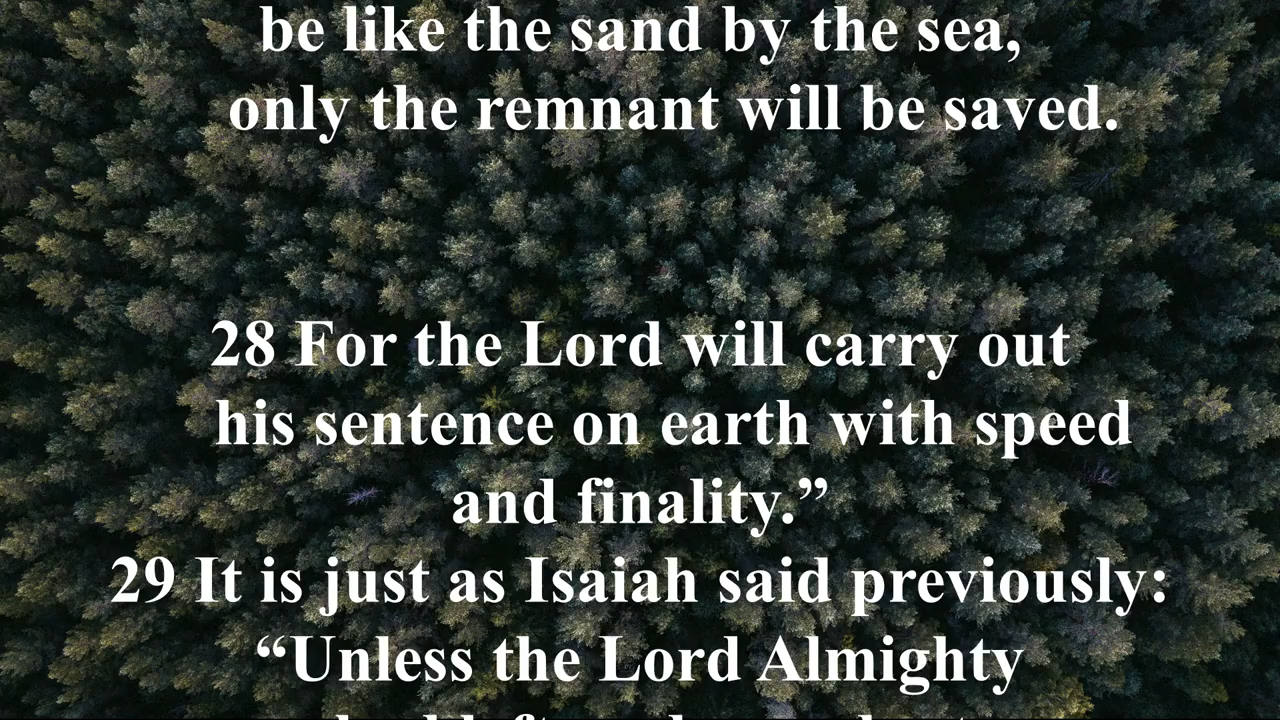 be like the sand by the sea,
only the remnant will be saved.
28 For the Lord will carry out
his sentence on earth with speed
and finality.”
29 It is just as Isaiah said previously:
“Unless the Lord Almighty